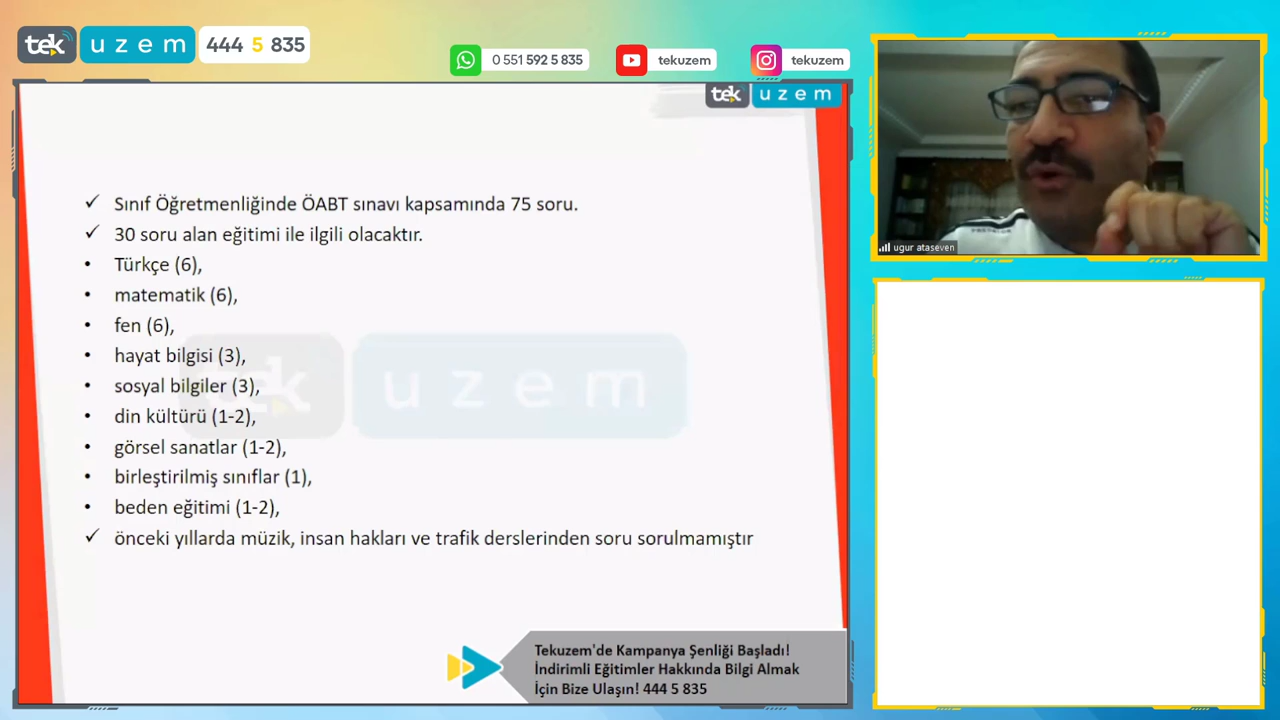 tek uzem 444 5 835
0 551 592 5 835
tekuzem
tekuzem
tek uzem
✓ Sınıf Öğretmenliğinde ÖABT sınavı kapsamında 75 soru.
✓ 30 soru alan eğitimi ile ilgili olacaktır.
• Türkçe (6),
• matematik (6),
• fen (6),
• hayat bilgisi (3),
• sosyal bilgiler (3),
• din kültürü (1-2),
• görsel sanatlar (1-2),
• birleştirilmiş sınıflar (1),
• beden eğitimi (1-2),
✓ önceki yıllarda müzik, insan hakları ve trafik derslerinden soru sorulmamıştır
tek uzem
Tekuzem'de Kampanya Şenliği Başladı!
İndirimli Eğitimler Hakkında Bilgi Almak
İçin Bize Ulaşın! 444 5 835
ugur ataseven